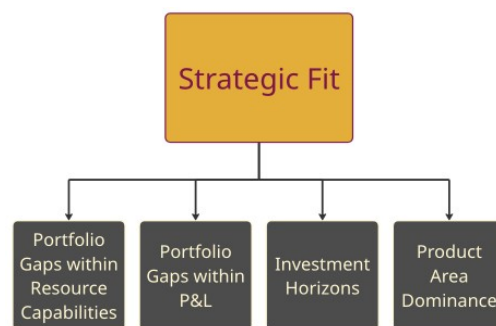 Strategic Fit
Portfolio
Gaps within
Resource
Capabilities
Portfolio
Gaps within
P&L
Investment
Horizons
Product
Area
Dominance